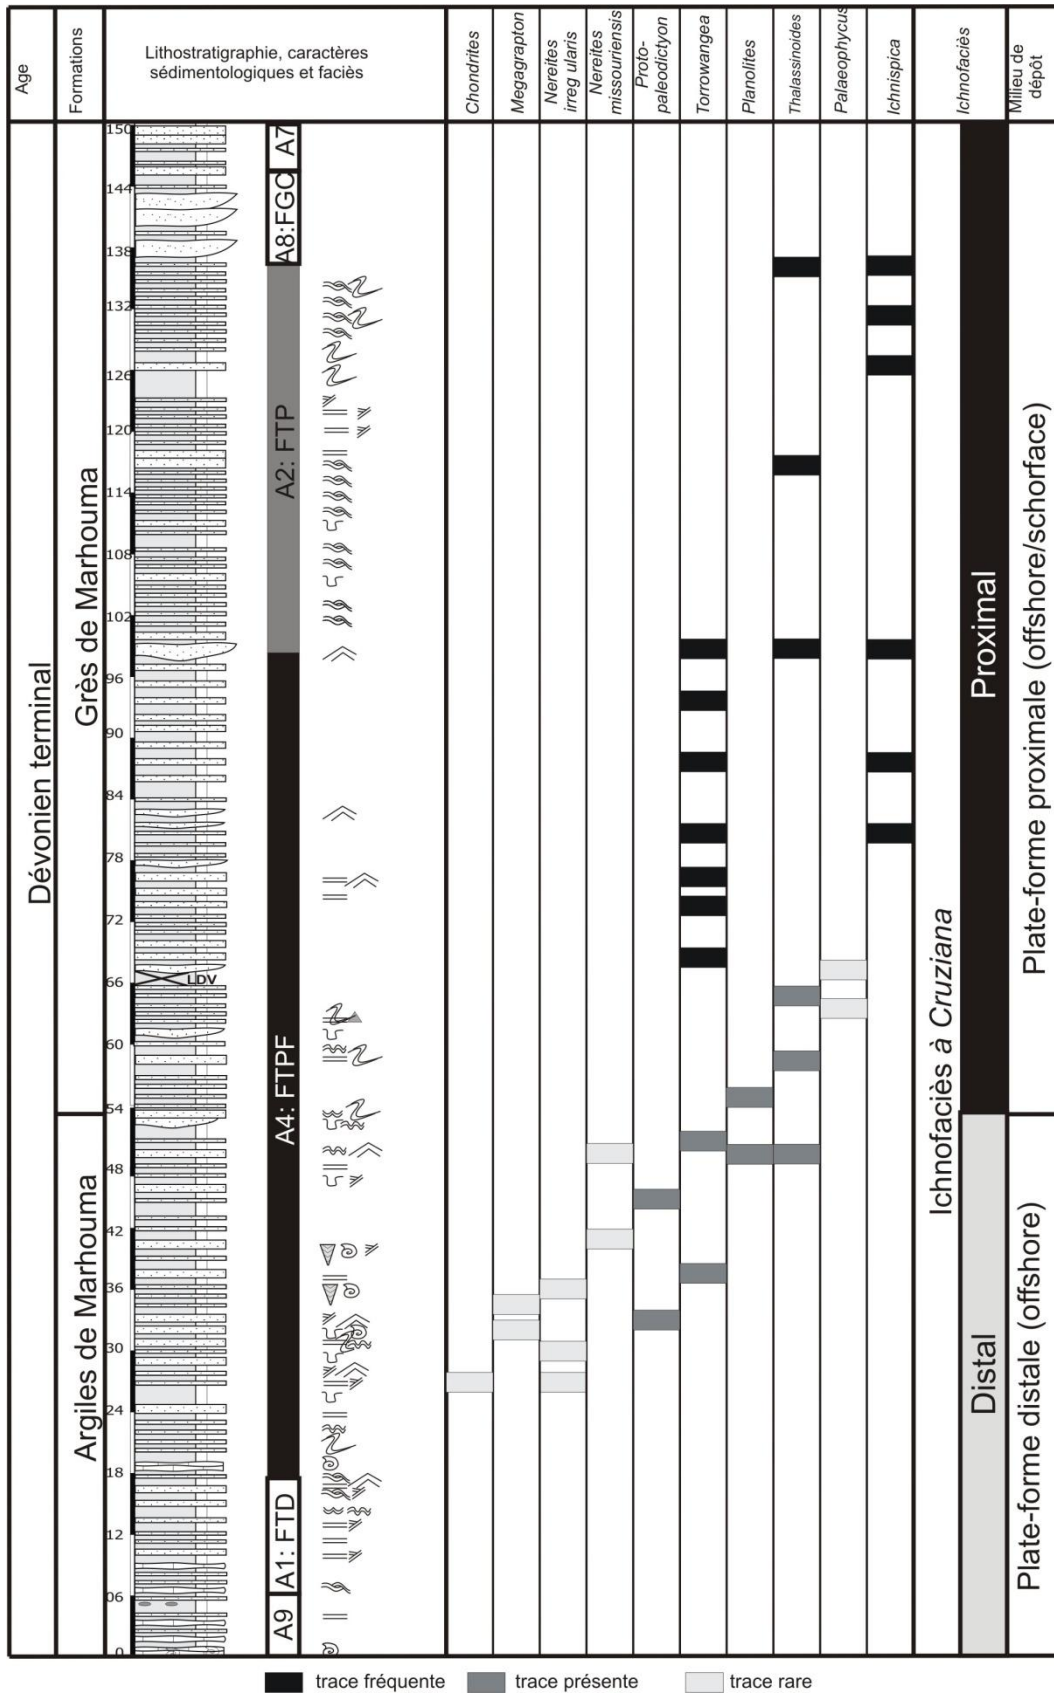 Age
Formations
Lithostratigraphie, caractères
sédimentologiques et faciès
Chondrites
Megagrapton
Nereites
irreg ularis
Nereites
missouriensis
Proto-
paleodictyon
Torrowangea
Planolites
Thalassinoides
Palaeophycus
Ichnispica
Ichnofaciès
Milieu de
dépôt
Dévonien terminal
Grès de Marhouma
Argiles de Marhouma
150
144
138
132
126
120
114
108
102
96
90
84
78
72
66
60
54
48
42
36
30
24
18
12
06
0
LDV
A7
A8:FGC
A2: FTP
A4: FTPF
A1: FTD
A9
Ichnofaciès à Cruziana
Proximal
Distal
Plate-forme proximale (offshore/schorface)
Plate-forme distale (offshore)
trace fréquente
trace présente
trace rare